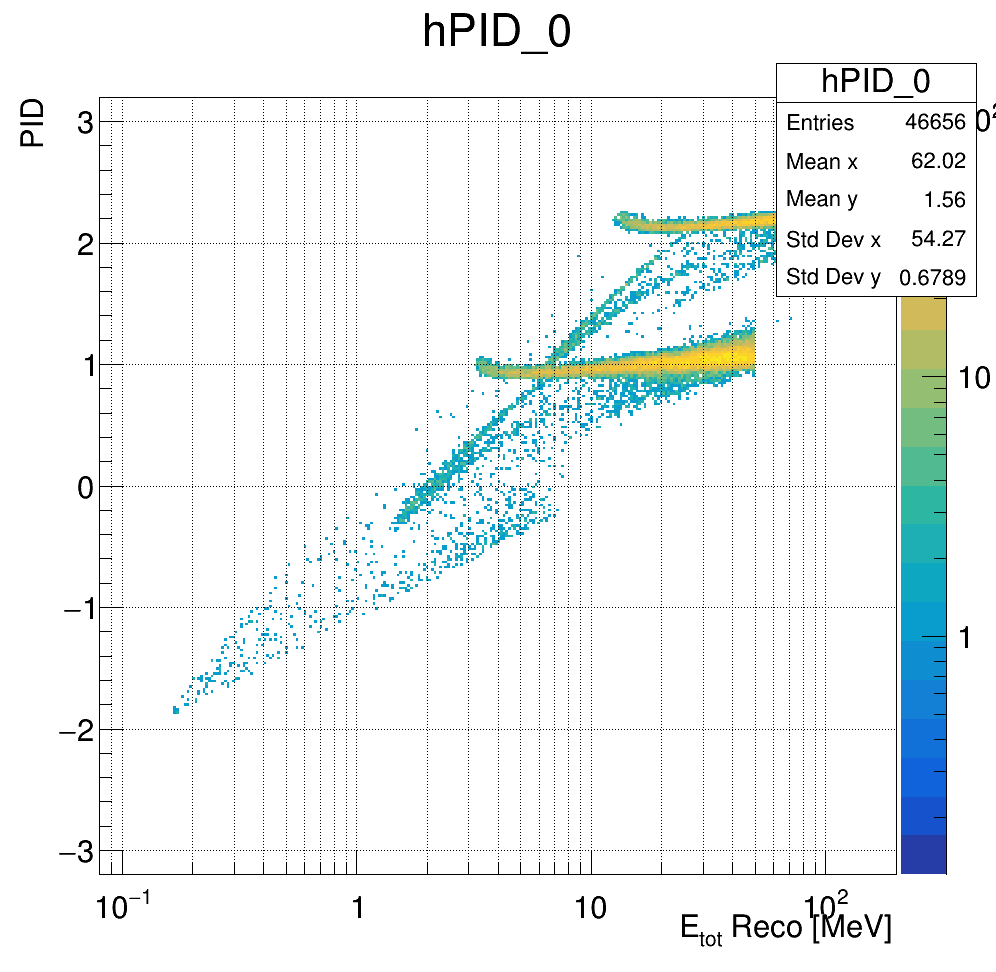 hPID_0
hPID_0
Entries 46656
Mean x 62.02
Mean y 1.56
Std Dev x 54.27
Std Dev y 0.6789
PID
3
2
1
0
−1
−2
−3
10⁻¹
1
10
10²
E_tot Reco [MeV]
0²
10
1